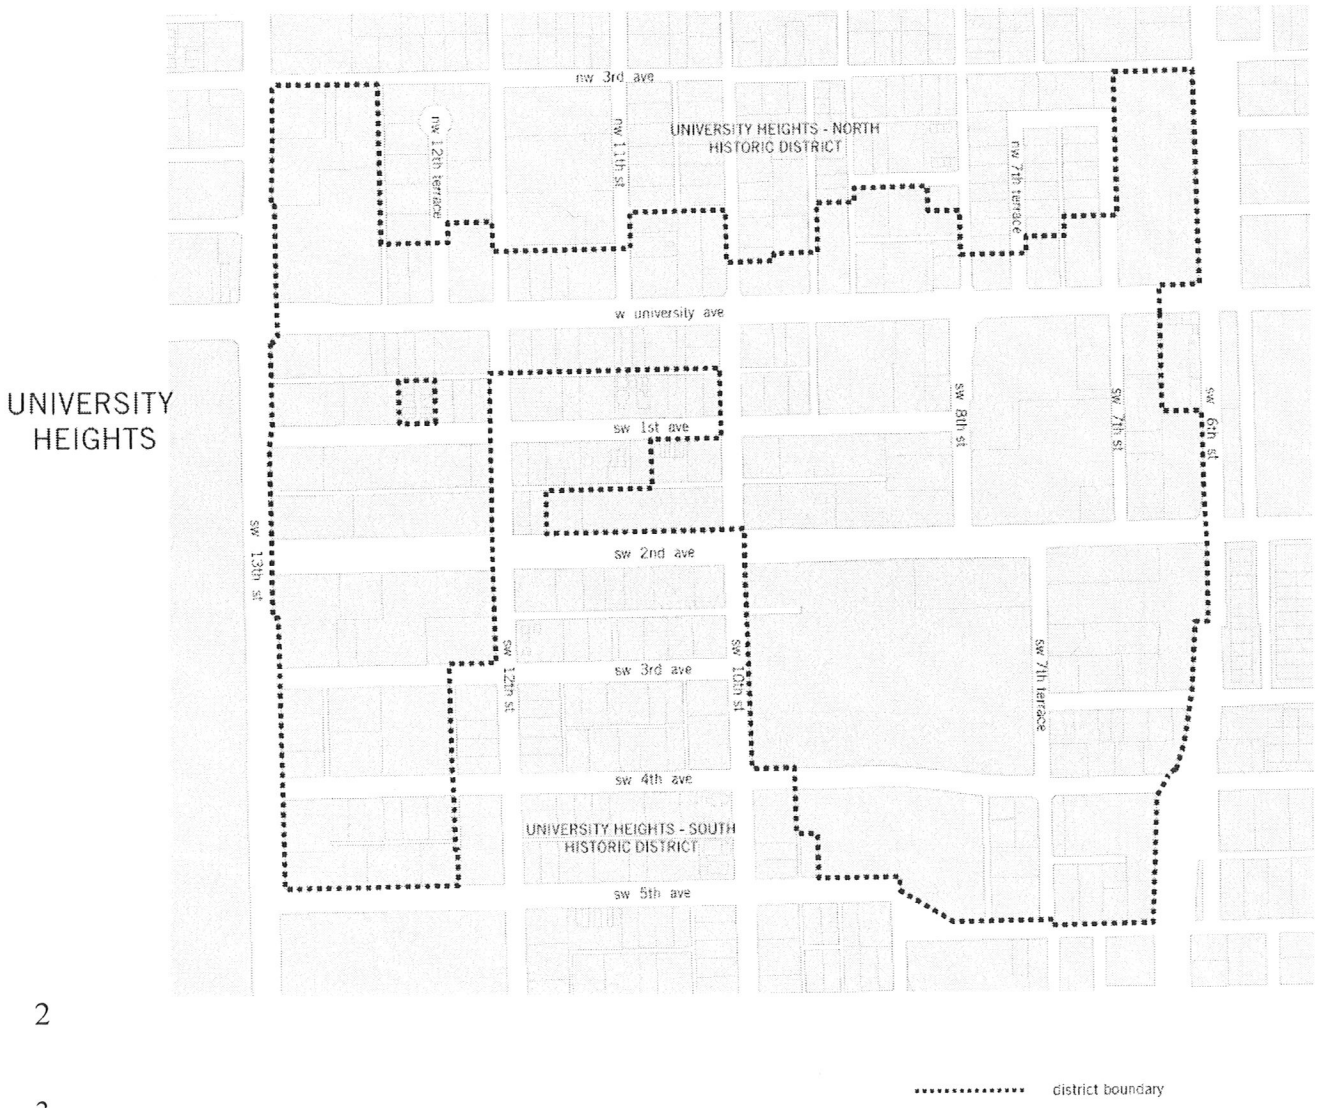 nw 3rd ave
nw 12th terrace
nw 11th st
UNIVERSITY HEIGHTS - NORTH
HISTORIC DISTRICT
nw 7th terrace
w university ave
UNIVERSITY
HEIGHTS
sw 1st ave
sw 8th st
sw 7th st
sw 6th st
sw 13th st
sw 2nd ave
sw 12th st
sw 3rd ave
sw 10th st
sw 7th terrace
sw 4th ave
UNIVERSITY HEIGHTS - SOUTH
HISTORIC DISTRICT
sw 5th ave
2
district boundary